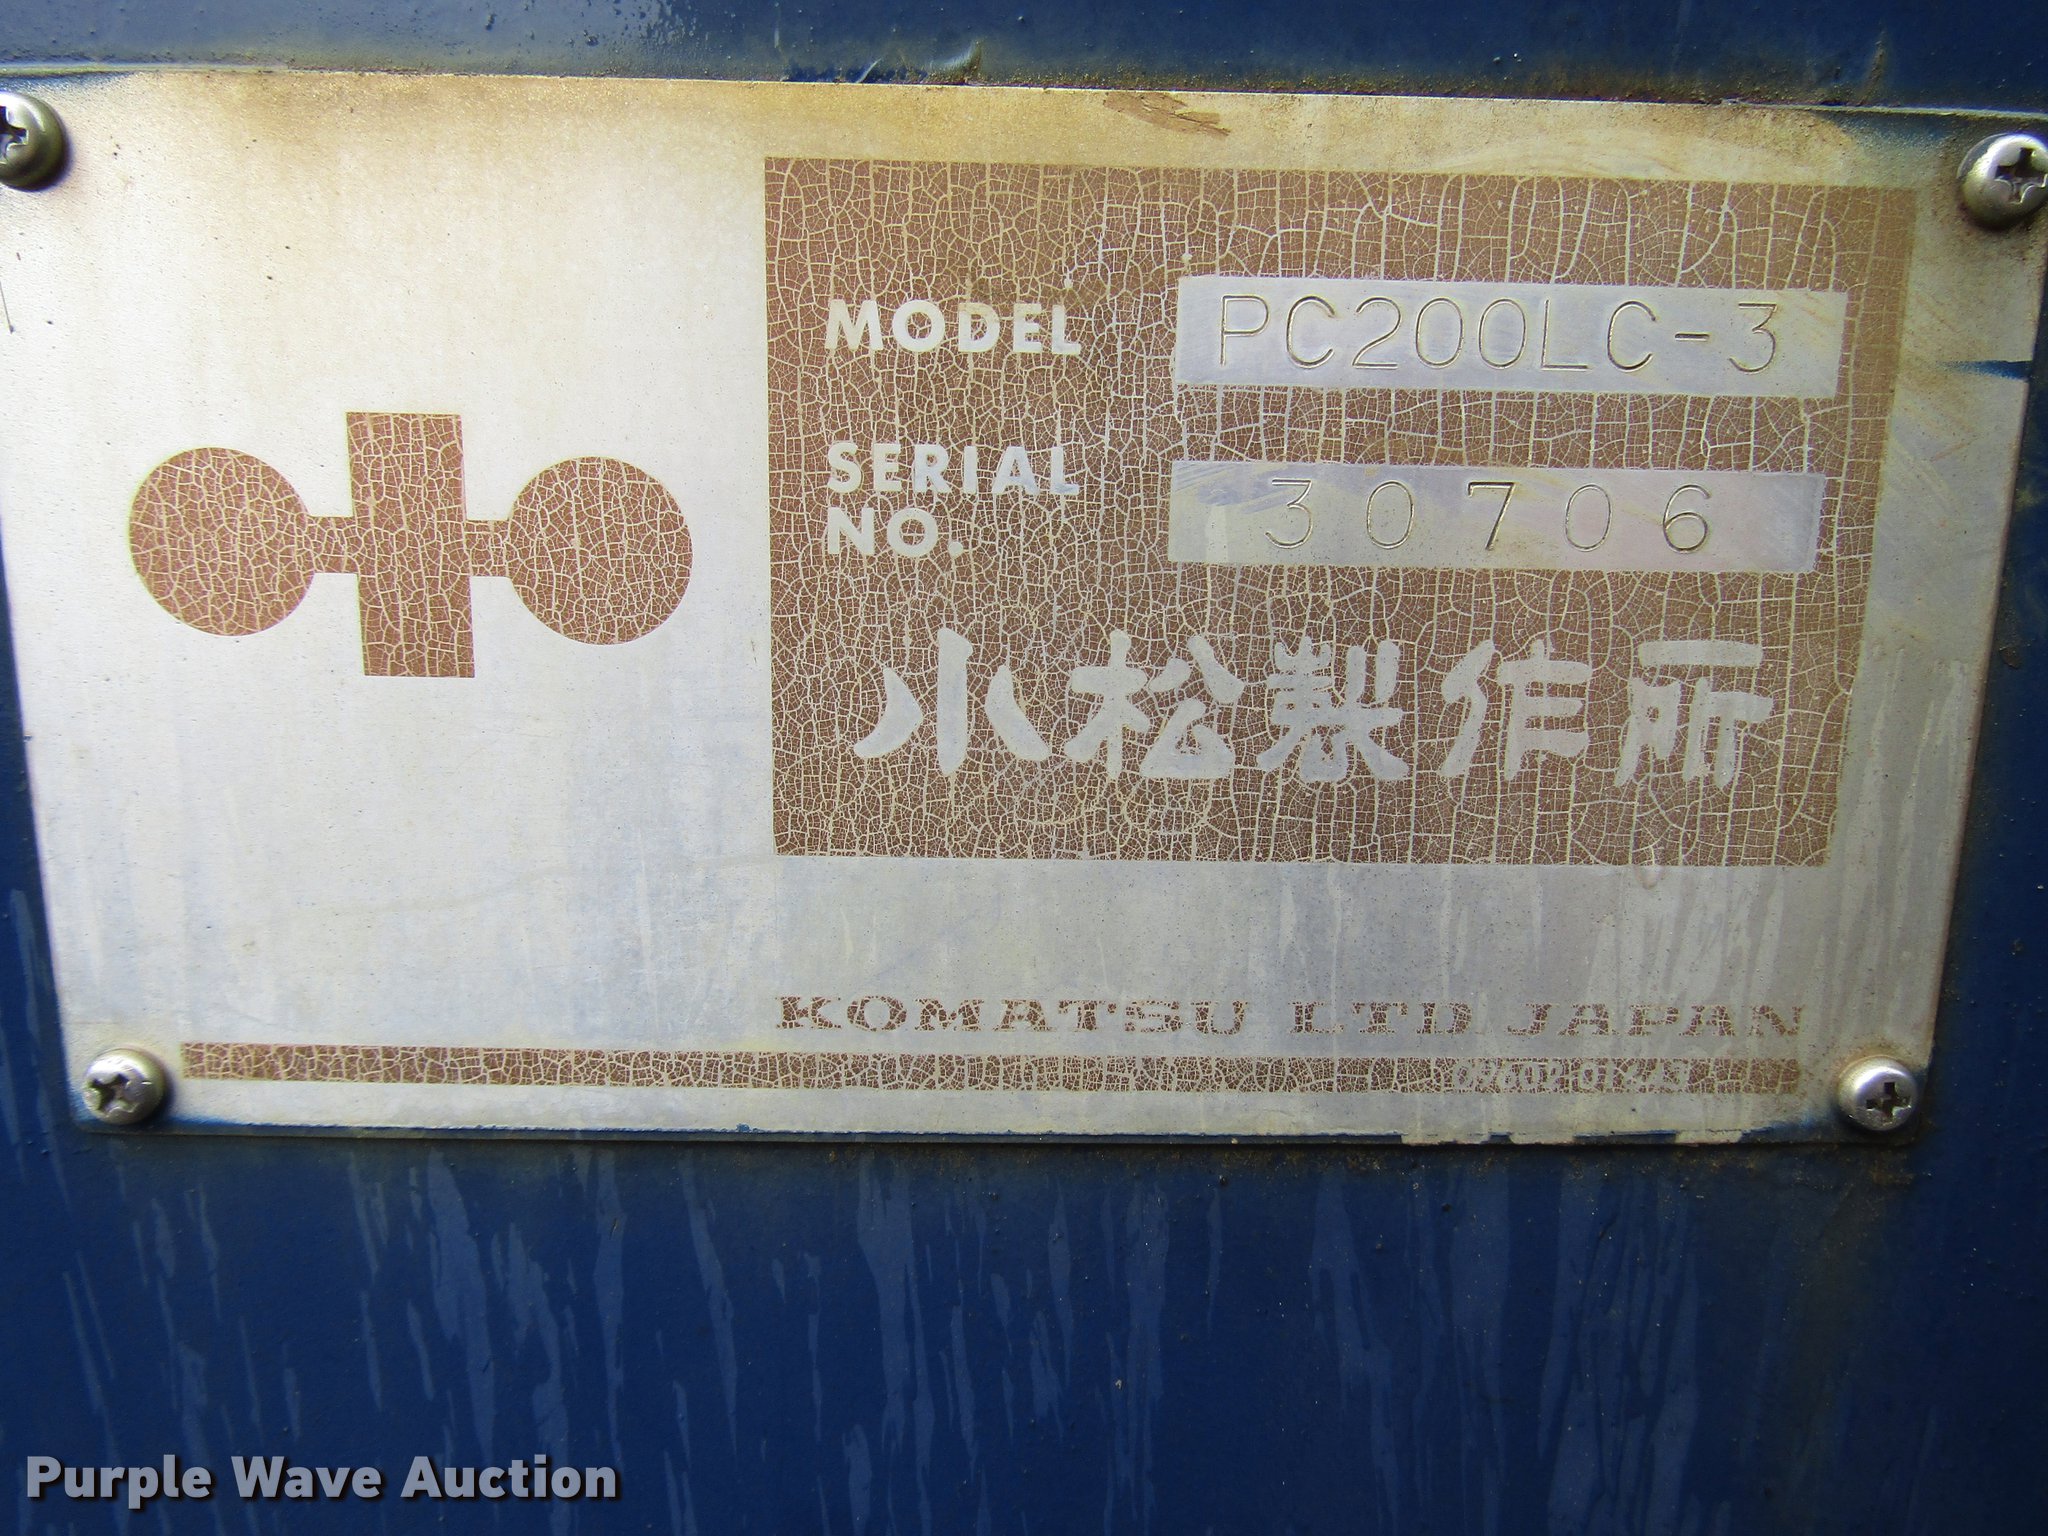 MODEL PC200LC-3
SERIAL NO. 30706
小松製作所
KOMATSU LTD JAPAN
Purple Wave Auction